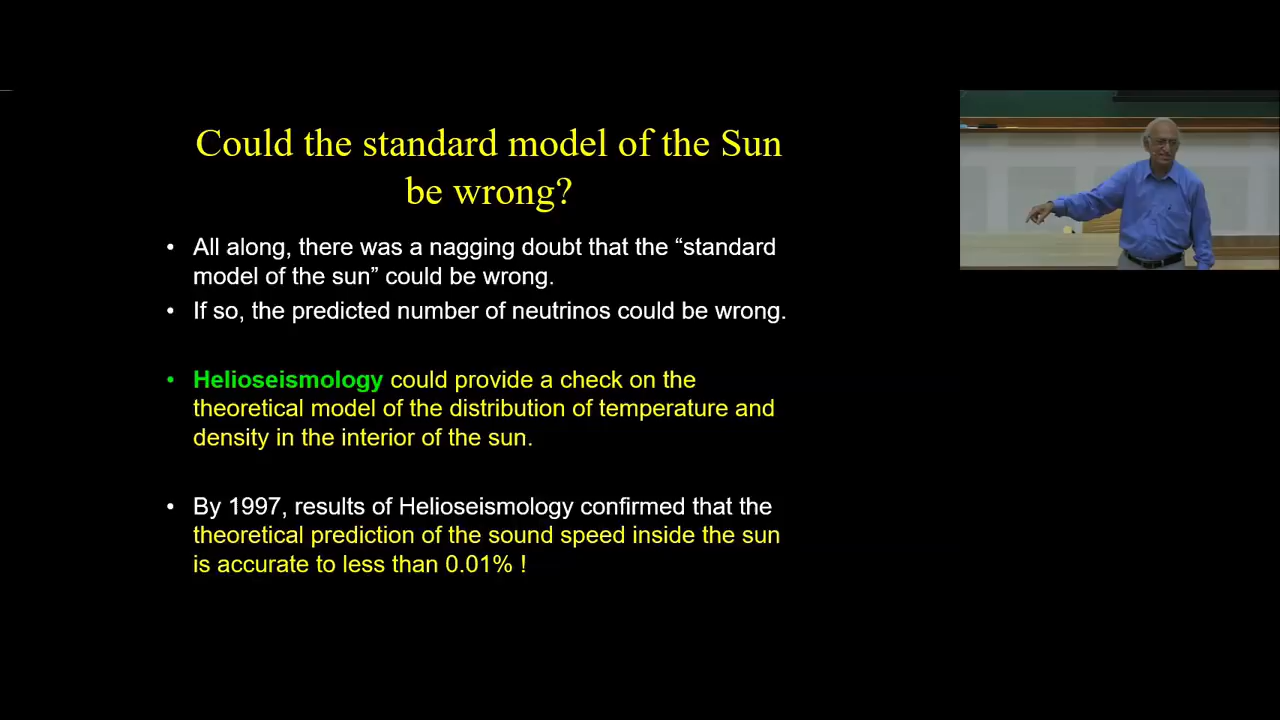 Could the standard model of the Sun
be wrong?
• All along, there was a nagging doubt that the “standard
model of the sun” could be wrong.
• If so, the predicted number of neutrinos could be wrong.
• Helioseismology could provide a check on the
theoretical model of the distribution of temperature and
density in the interior of the sun.
• By 1997, results of Helioseismology confirmed that the
theoretical prediction of the sound speed inside the sun
is accurate to less than 0.01% !